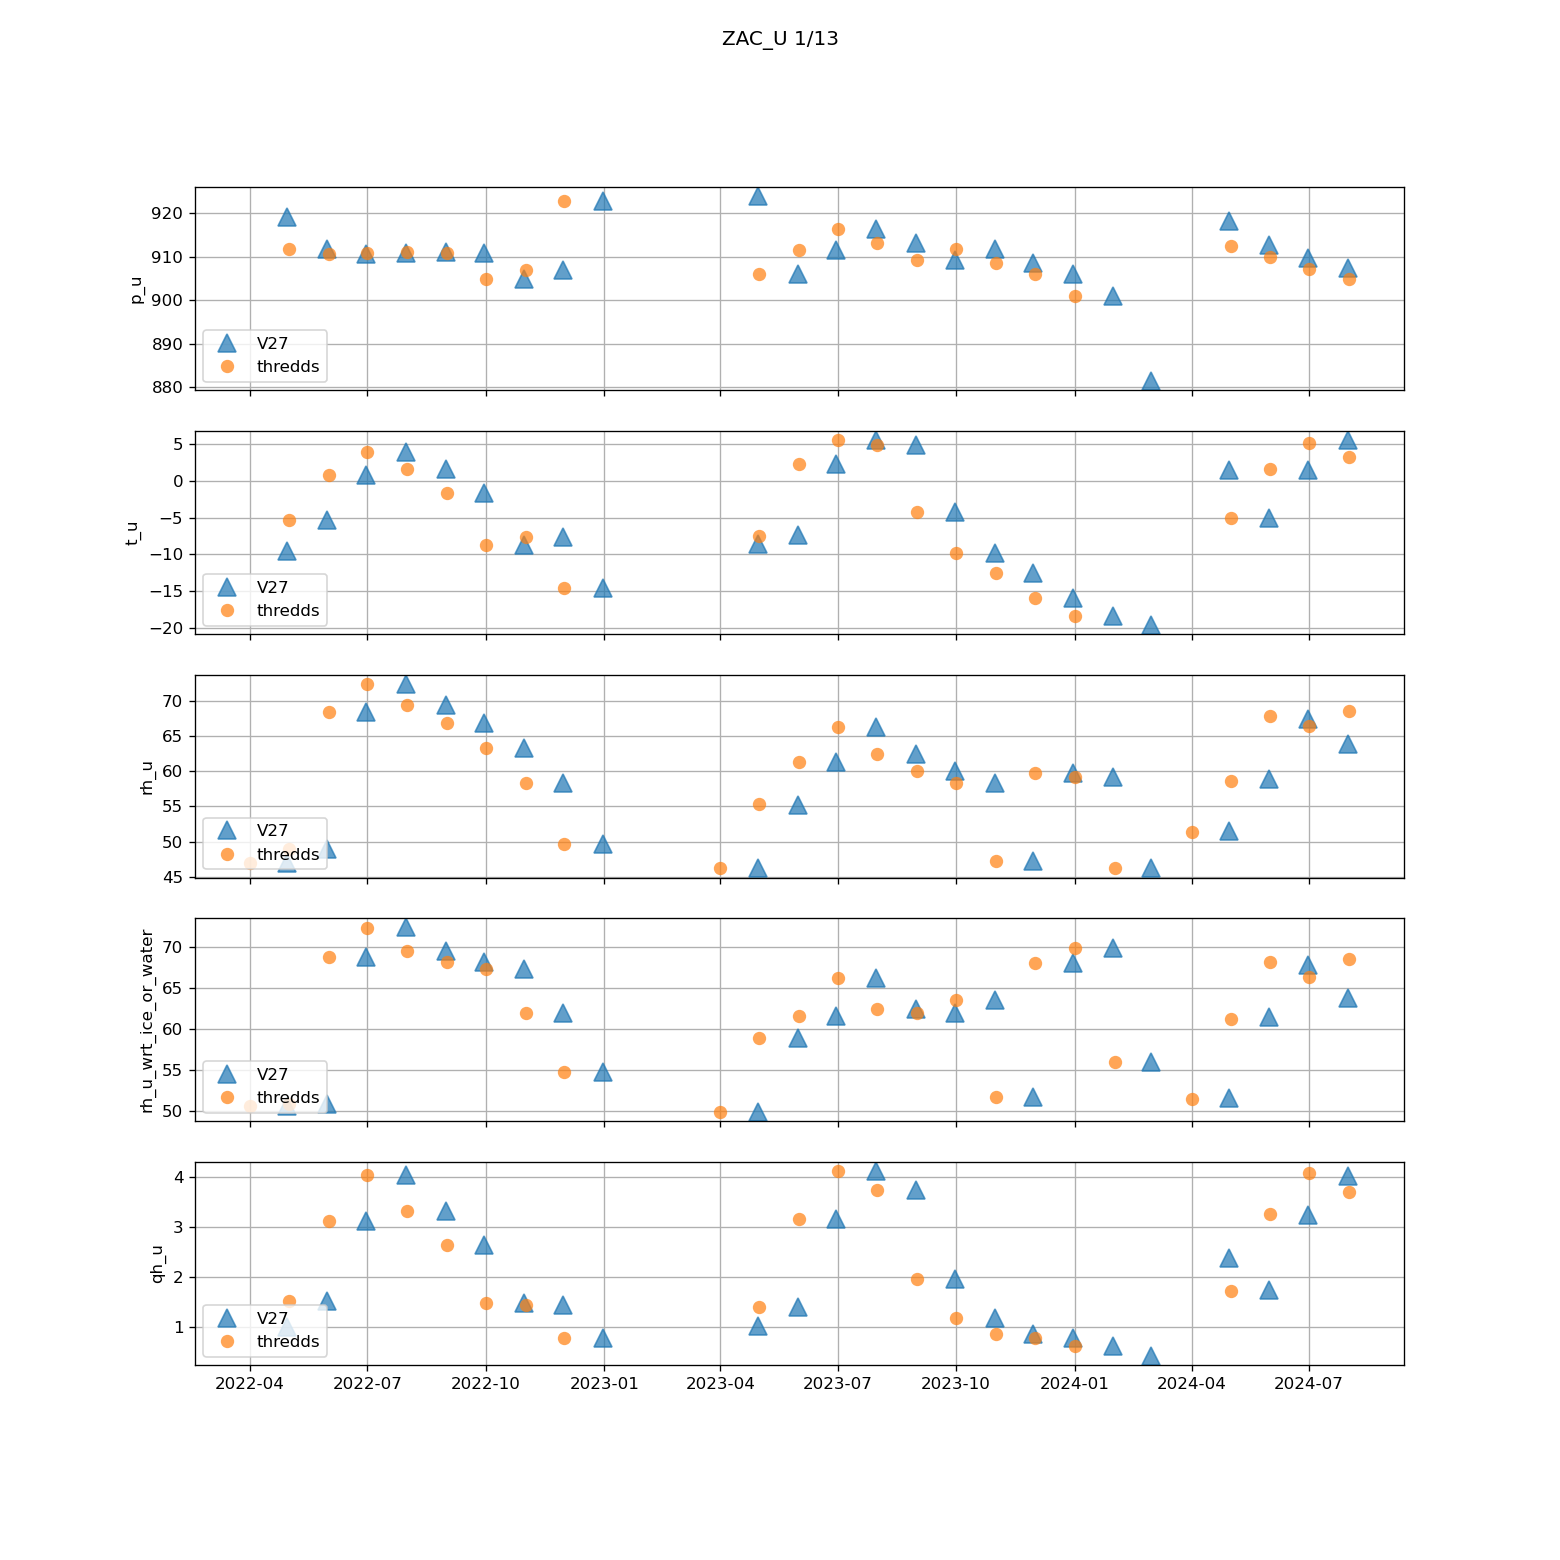 ZAC_U 1/13
920
910
900
890
880
p_u
V27
thredds
5
0
−5
−10
−15
−20
t_u
V27
thredds
70
65
60
55
50
45
rh_u
V27
thredds
70
65
60
55
50
rh_u_wrt_ice_or_water
V27
thredds
4
3
2
1
qh_u
V27
thredds
2022-04 2022-07 2022-10 2023-01 2023-04 2023-07 2023-10 2024-01 2024-04 2024-07